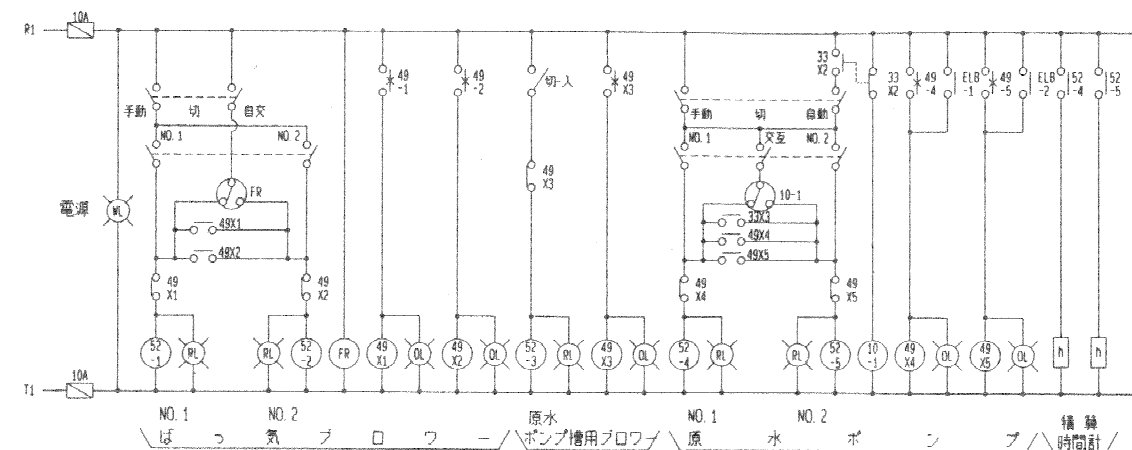 R1
10A
手動 切 自交
NO.1 NO.2
FR
49X1
49X2
49 X1
49 X2
電源
WL
49 -1
49 -2
切-入
49 X3
49 X3
33 X2
手動 切 自動
NO.1 交互 NO.2
10-1
33X3
49X4
49X5
49 X4
49 X5
33 X2
49 -4
ELB -1
49 -5
ELB -2
52 -4
52 -5
52 -1
RL
RL
52 -2
FR
49 X1
OL
49 X2
OL
52 -3
RL
49 X3
OL
52 -4
RL
RL
52 -5
10 -1
49 X4
OL
49 X5
OL
h
h
T1
10A
NO.1 NO.2
ばっ気ブロワー
原水
ポンプ槽用ブロワー
NO.1 NO.2
原水ポンプ
積算
時間計